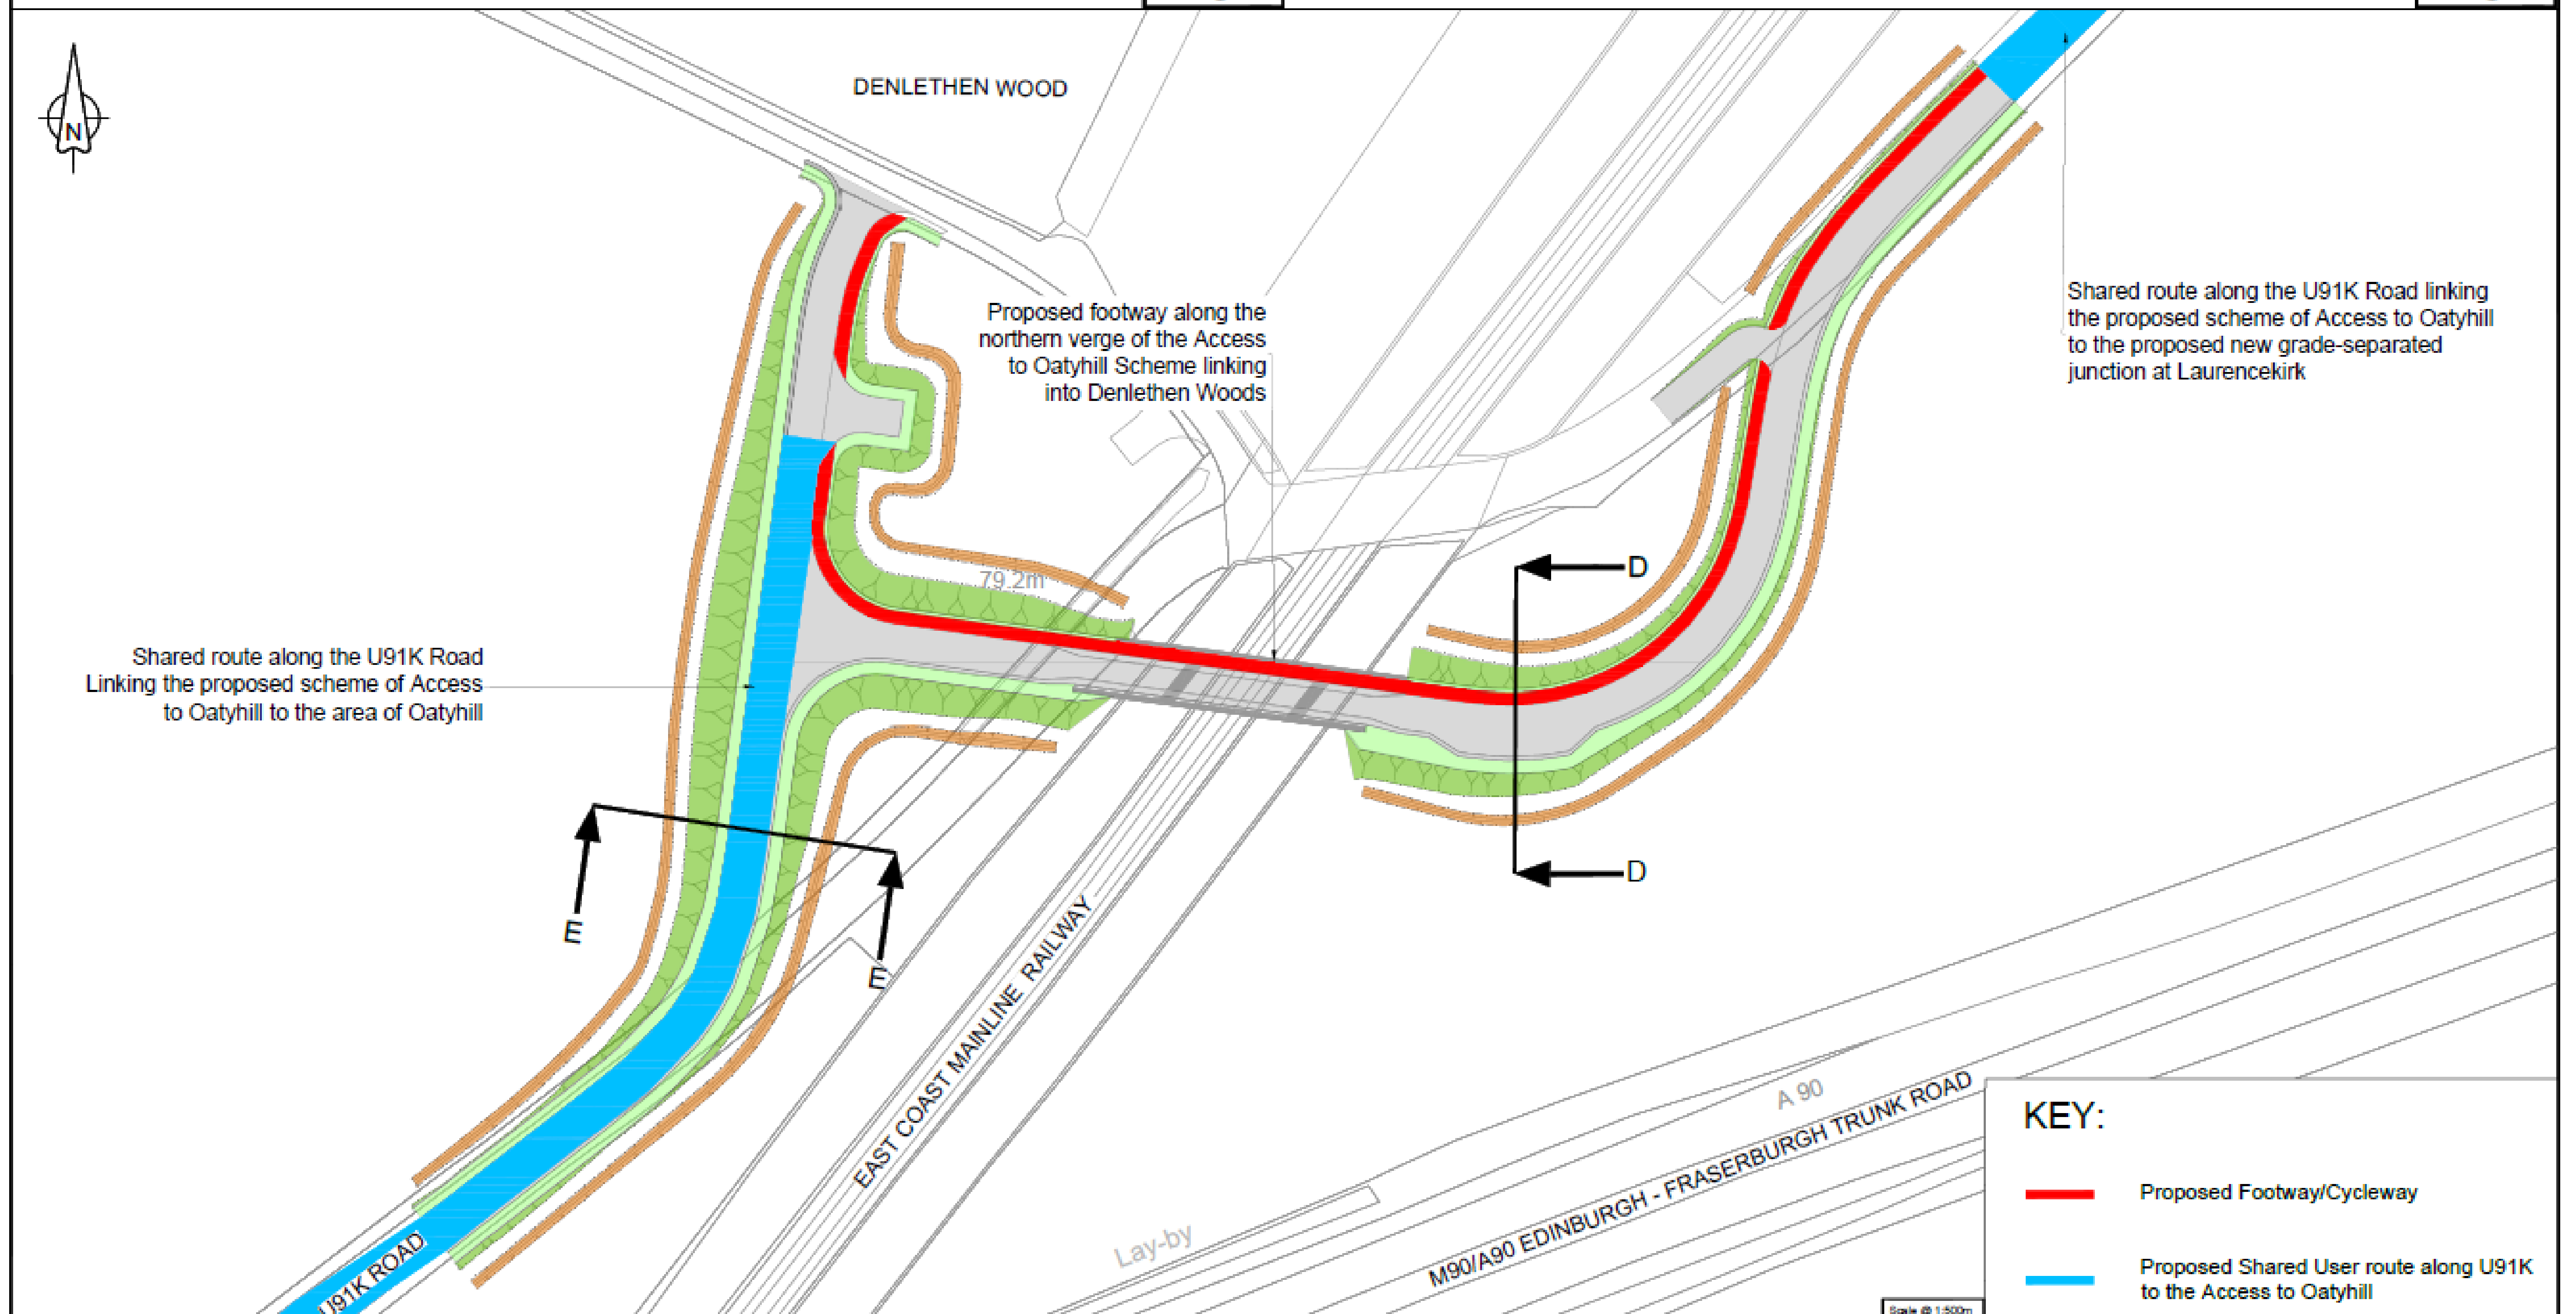 DENLETHEN WOOD
N
Proposed footway along the
northern verge of the Access
to Oatyhill Scheme linking
into Denlethen Woods
Shared route along the U91K Road linking
the proposed scheme of Access to Oatyhill
to the proposed new grade-separated
junction at Laurencekirk
79.2m
D
Shared route along the U91K Road
Linking the proposed scheme of Access
to Oatyhill to the area of Oatyhill
D
E
E
EAST COAST MAINLINE RAILWAY
A 90
M90/A90 EDINBURGH - FRASERBURGH TRUNK ROAD
Lay-by
U91K ROAD
KEY:
Proposed Footway/Cycleway
Proposed Shared User route along U91K
to the Access to Oatyhill
Scale @ 1:500m